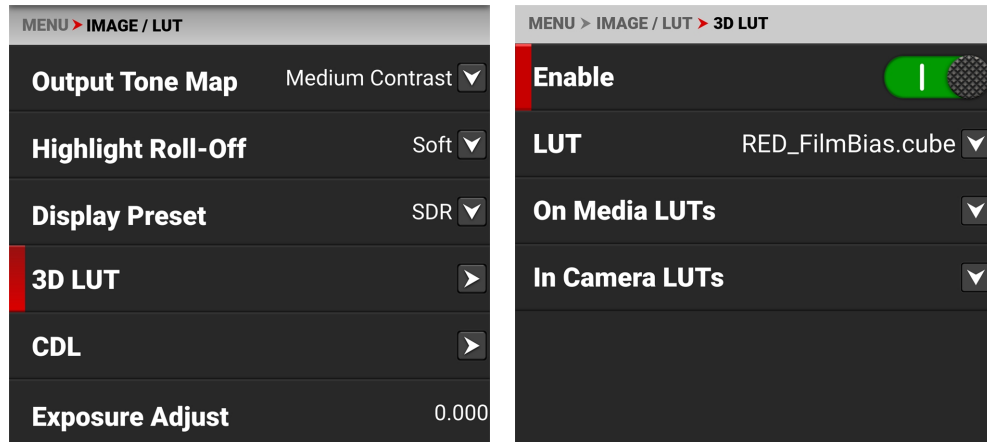 MENU > IMAGE / LUT
Output Tone Map Medium Contrast
Highlight Roll-Off Soft
Display Preset SDR
3D LUT
CDL
Exposure Adjust 0.000
MENU > IMAGE / LUT > 3D LUT
Enable
LUT RED_FilmBias.cube
On Media LUTs
In Camera LUTs